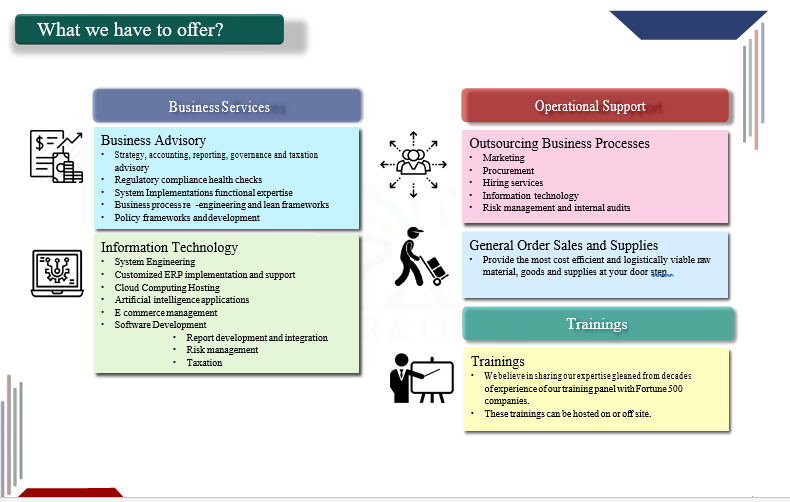 What we have to offer?
Business Services
Business Advisory
• Strategy, accounting, reporting, governance and taxation
advisory
• Regulatory compliance health checks
• System Implementations functional expertise
• Business process re -engineering and lean frameworks
• Policy frameworks anddevelopment
Information Technology
• System Engineering
• Customized ERP implementation and support
• Cloud Computing Hosting
• Artificial intelligence applications
• E commerce management
• Software Development
• Report development and integration
• Risk management
• Taxation
Operational Support
Outsourcing Business Processes
• Marketing
• Procurement
• Hiring services
• Information technology
• Risk management and internal audits
General Order Sales and Supplies
• Provide the most cost efficient and logistically viable raw
material, goods and supplies at your door step
Trainings
Trainings
• We believe in sharing our expertise gleaned from decades
of experience of our training panel with Fortune 500
companies.
• These trainings can be hosted on or off site.